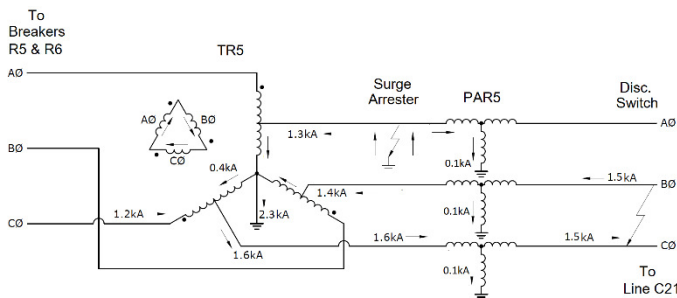 To
Breakers
R5 & R6
TR5
Surge
Arrester
PAR5
Disc.
Switch
AØ
AØ
AØ
BØ
CØ
1.3kA
0.1kA
BØ
0.4kA
1.4kA
1.5kA
BØ
CØ
1.2kA
2.3kA
0.1kA
1.6kA
1.6kA
1.5kA
CØ
0.1kA
To
Line C21